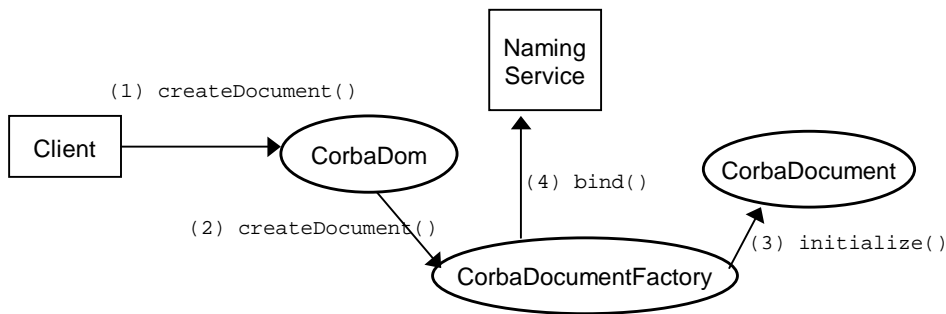 Naming
Service
(1) createDocument()
Client
CorbaDom
CorbaDocument
(4) bind()
(2) createDocument()
(3) initialize()
CorbaDocumentFactory